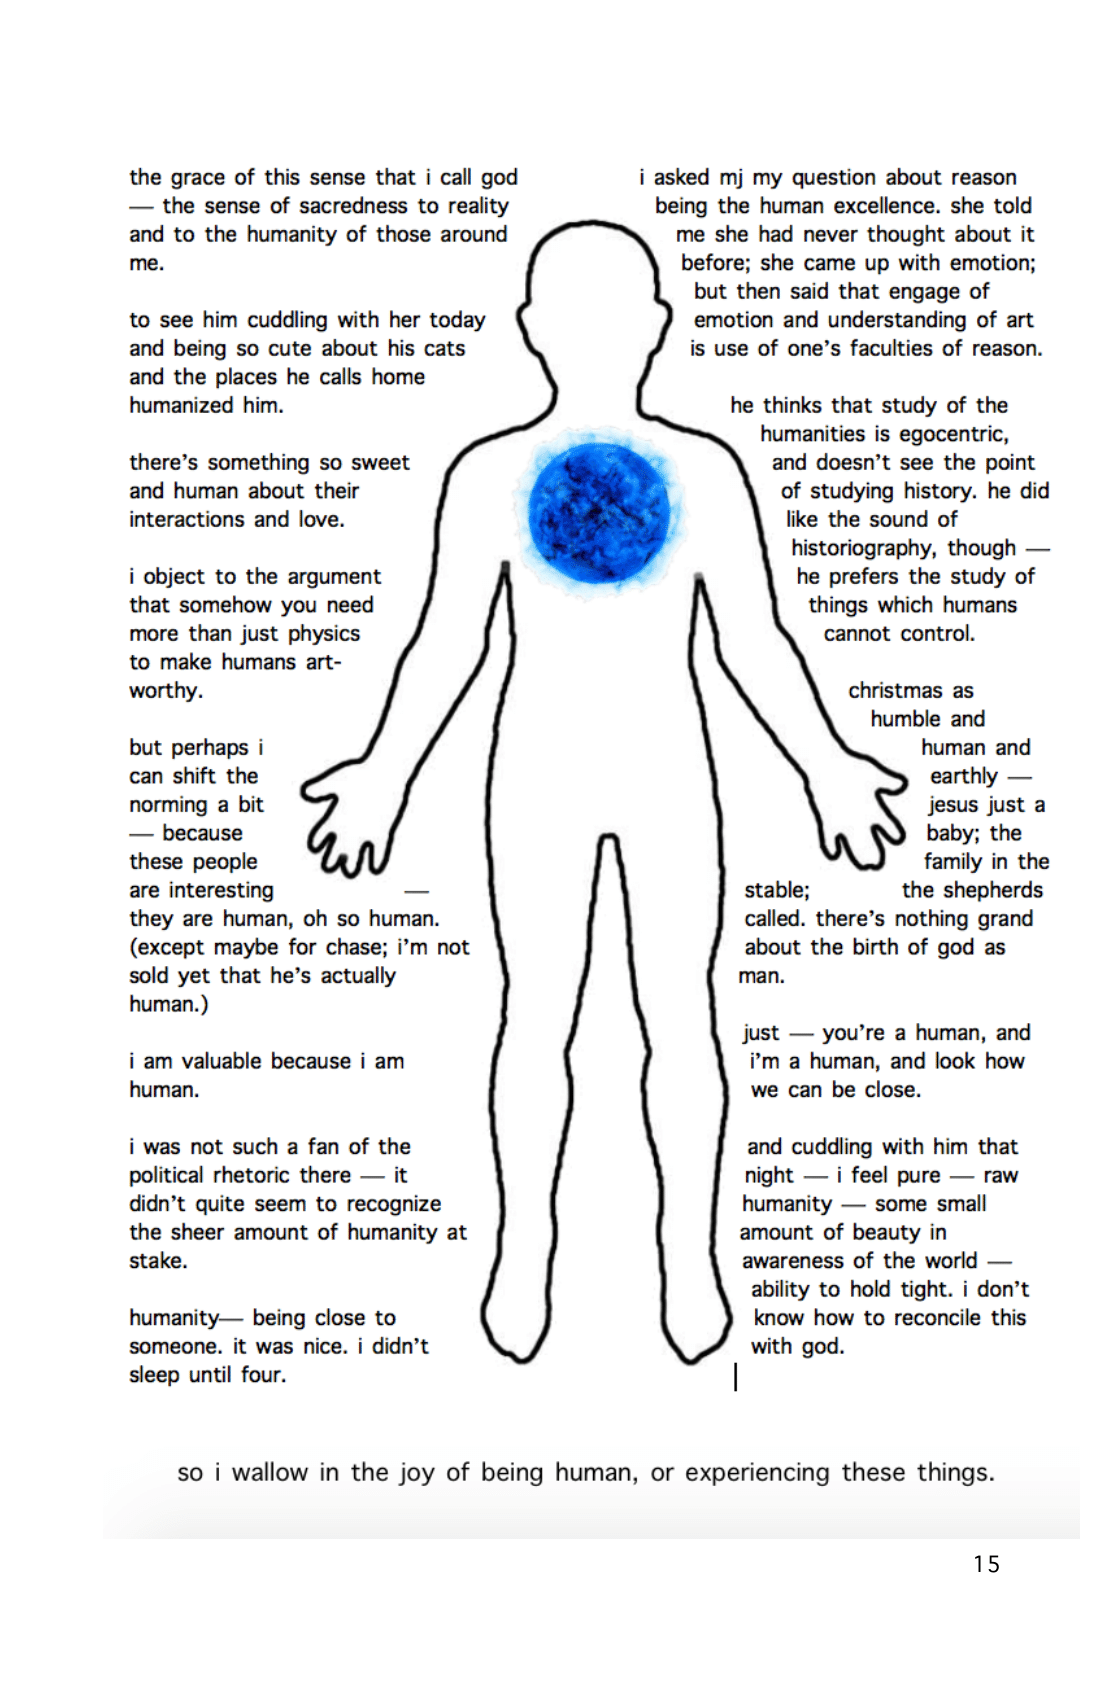 the grace of this sense that i call god
— the sense of sacredness to reality
and to the humanity of those around
me.
to see him cuddling with her today
and being so cute about his cats
and the places he calls home
humanized him.
there's something so sweet
and human about their
interactions and love.
i object to the argument
that somehow you need
more than just physics
to make humans art-
worthy.
but perhaps i
can shift the
norming a bit
— because
these people
are interesting —
they are human, oh so human.
(except maybe for chase; i'm not
sold yet that he's actually
human.)
i am valuable because i am
human.
i was not such a fan of the
political rhetoric there — it
didn't quite seem to recognize
the sheer amount of humanity at
stake.
humanity— being close to
someone. it was nice. i didn't
sleep until four.
i asked mj my question about reason
being the human excellence. she told
me she had never thought about it
before; she came up with emotion;
but then said that engage of
emotion and understanding of art
is use of one's faculties of reason.
he thinks that study of the
humanities is egocentric,
and doesn't see the point
of studying history. he did
like the sound of
historiography, though —
he prefers the study of
things which humans
cannot control.
christmas as
humble and
human and
earthly —
jesus just a
baby; the
family in the
stable; the shepherds
called. there's nothing grand
about the birth of god as
man.
just — you're a human, and
i'm a human, and look how
we can be close.
and cuddling with him that
night — i feel pure — raw
humanity — some small
amount of beauty in
awareness of the world —
ability to hold tight. i don't
know how to reconcile this
with god.
so i wallow in the joy of being human, or experiencing these things.
15